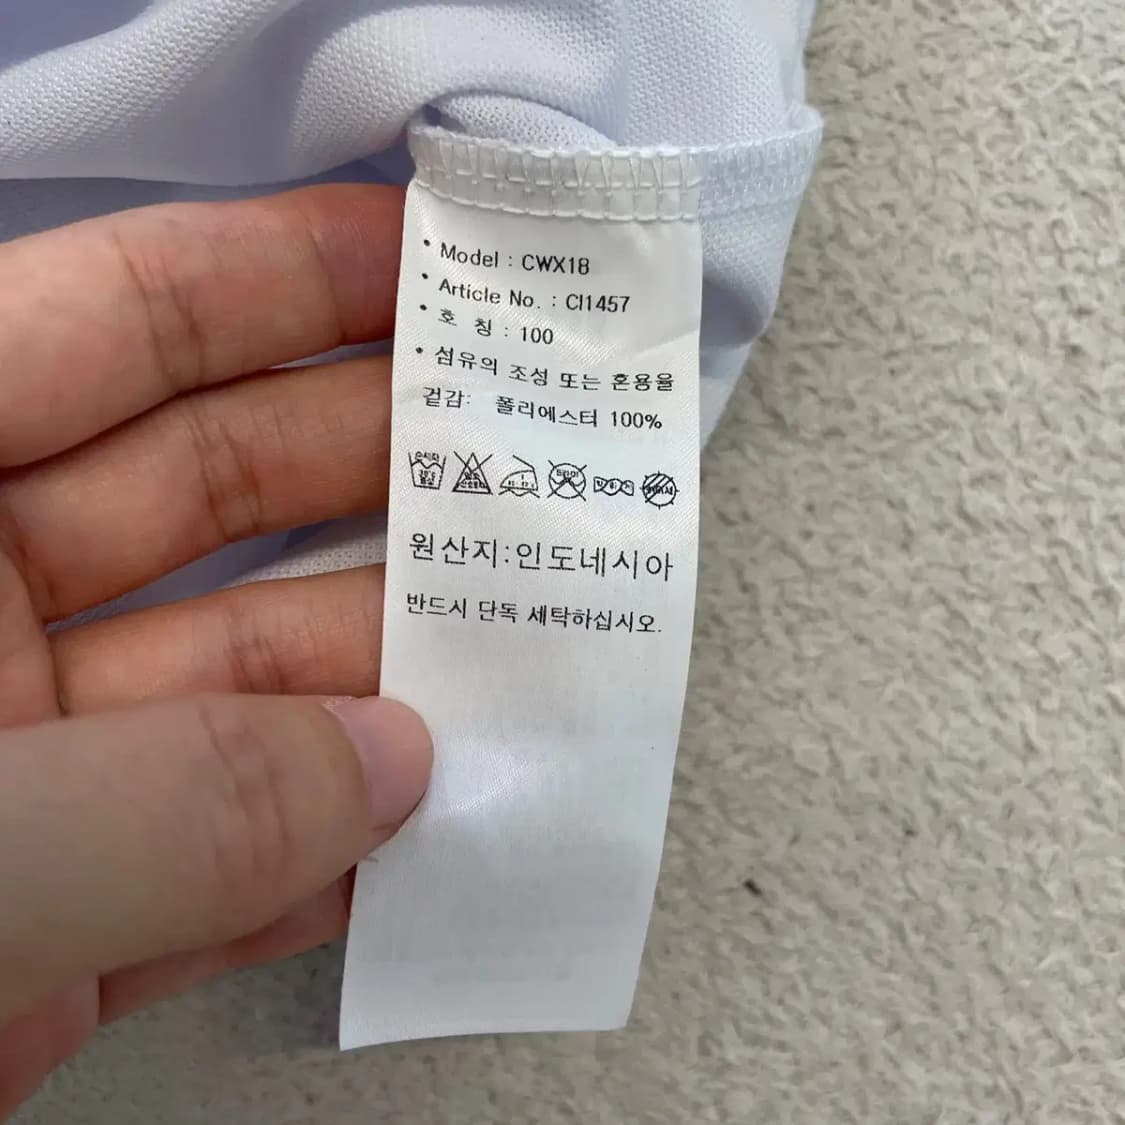 • Model : CWX18
• Article No. : CI1457
• 호 칭 : 100
• 섬유의 조성 또는 혼용율
겉감: 폴리에스터 100%
원산지:인도네시아
반드시 단독 세탁하십시오.